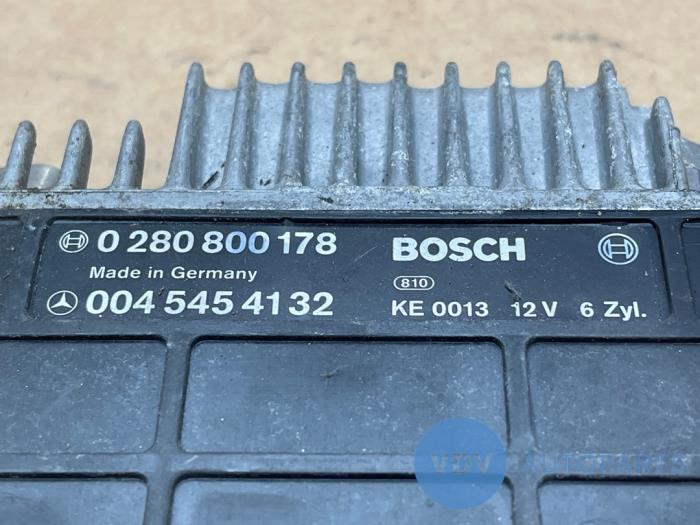 0 280 800 178 BOSCH
Made in Germany 810
004 545 41 32 KE 0013 12 V 6 Zyl.
VDV AUTOPARTS